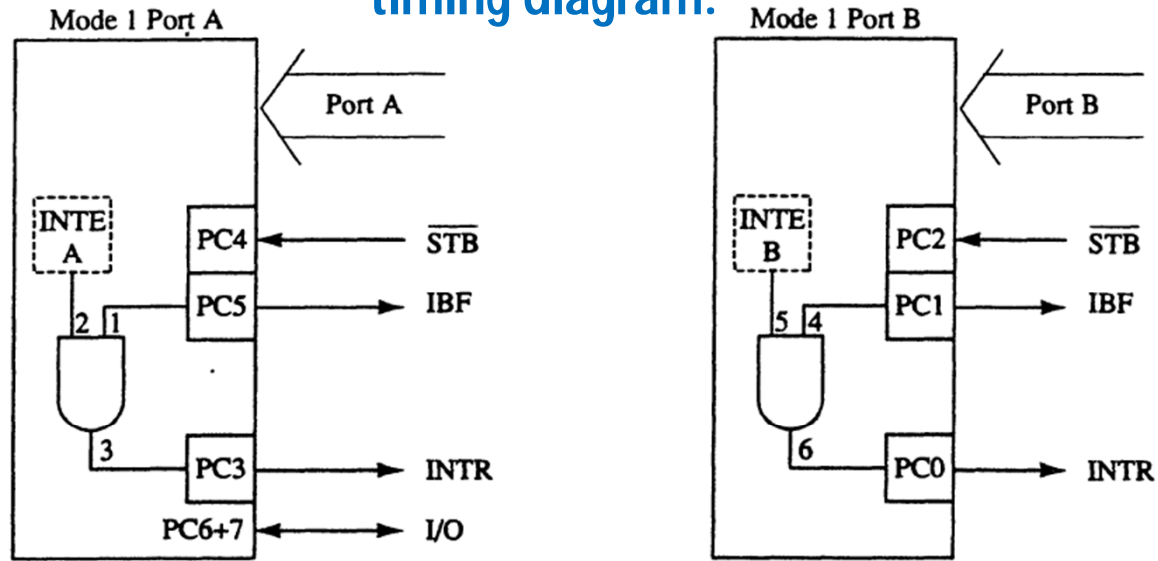 timing diagram:
Mode 1 Port A
Port A
INTE
A
PC4
STB
PC5
IBF
2
1
3
PC3
INTR
PC6+7
I/O
Mode 1 Port B
Port B
INTE
B
PC2
STB
PC1
IBF
5
4
6
PC0
INTR